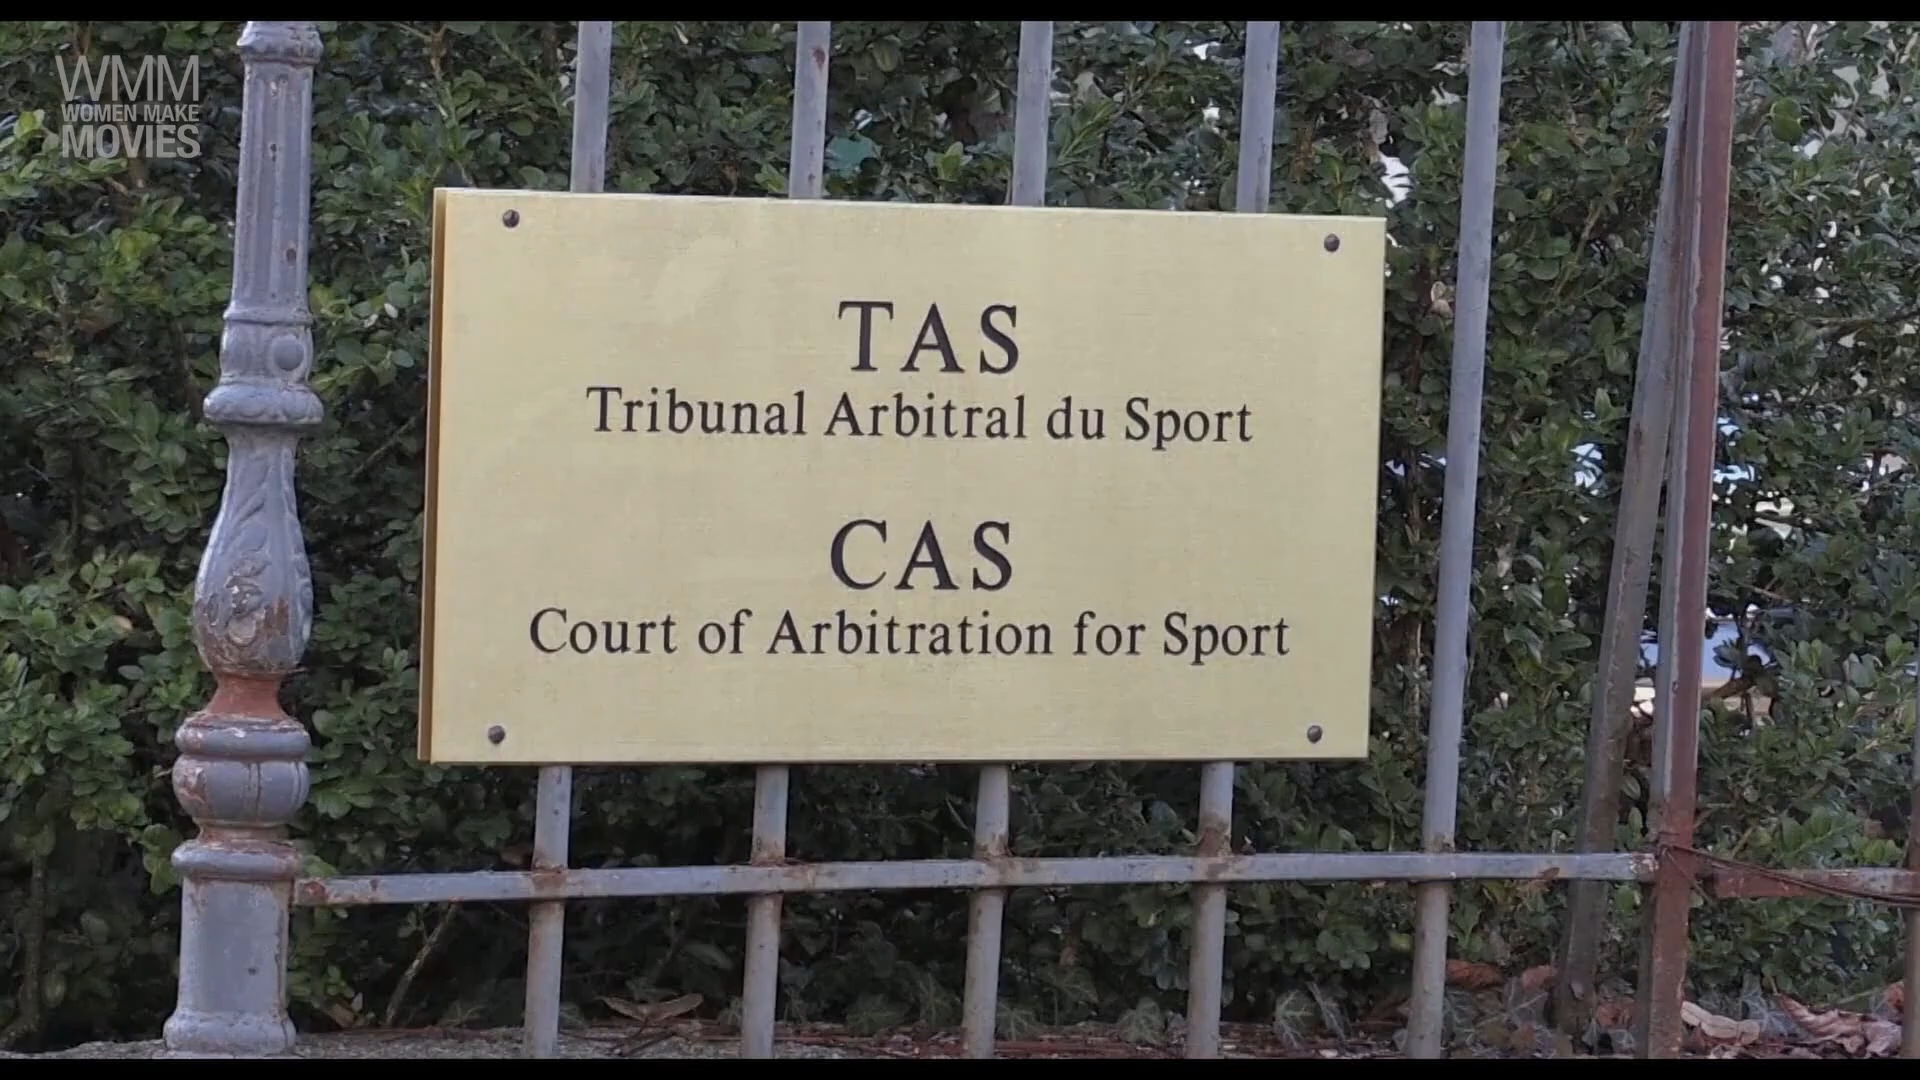 WMM
WOMEN MAKE
MOVIES
TAS
Tribunal Arbitral du Sport
CAS
Court of Arbitration for Sport